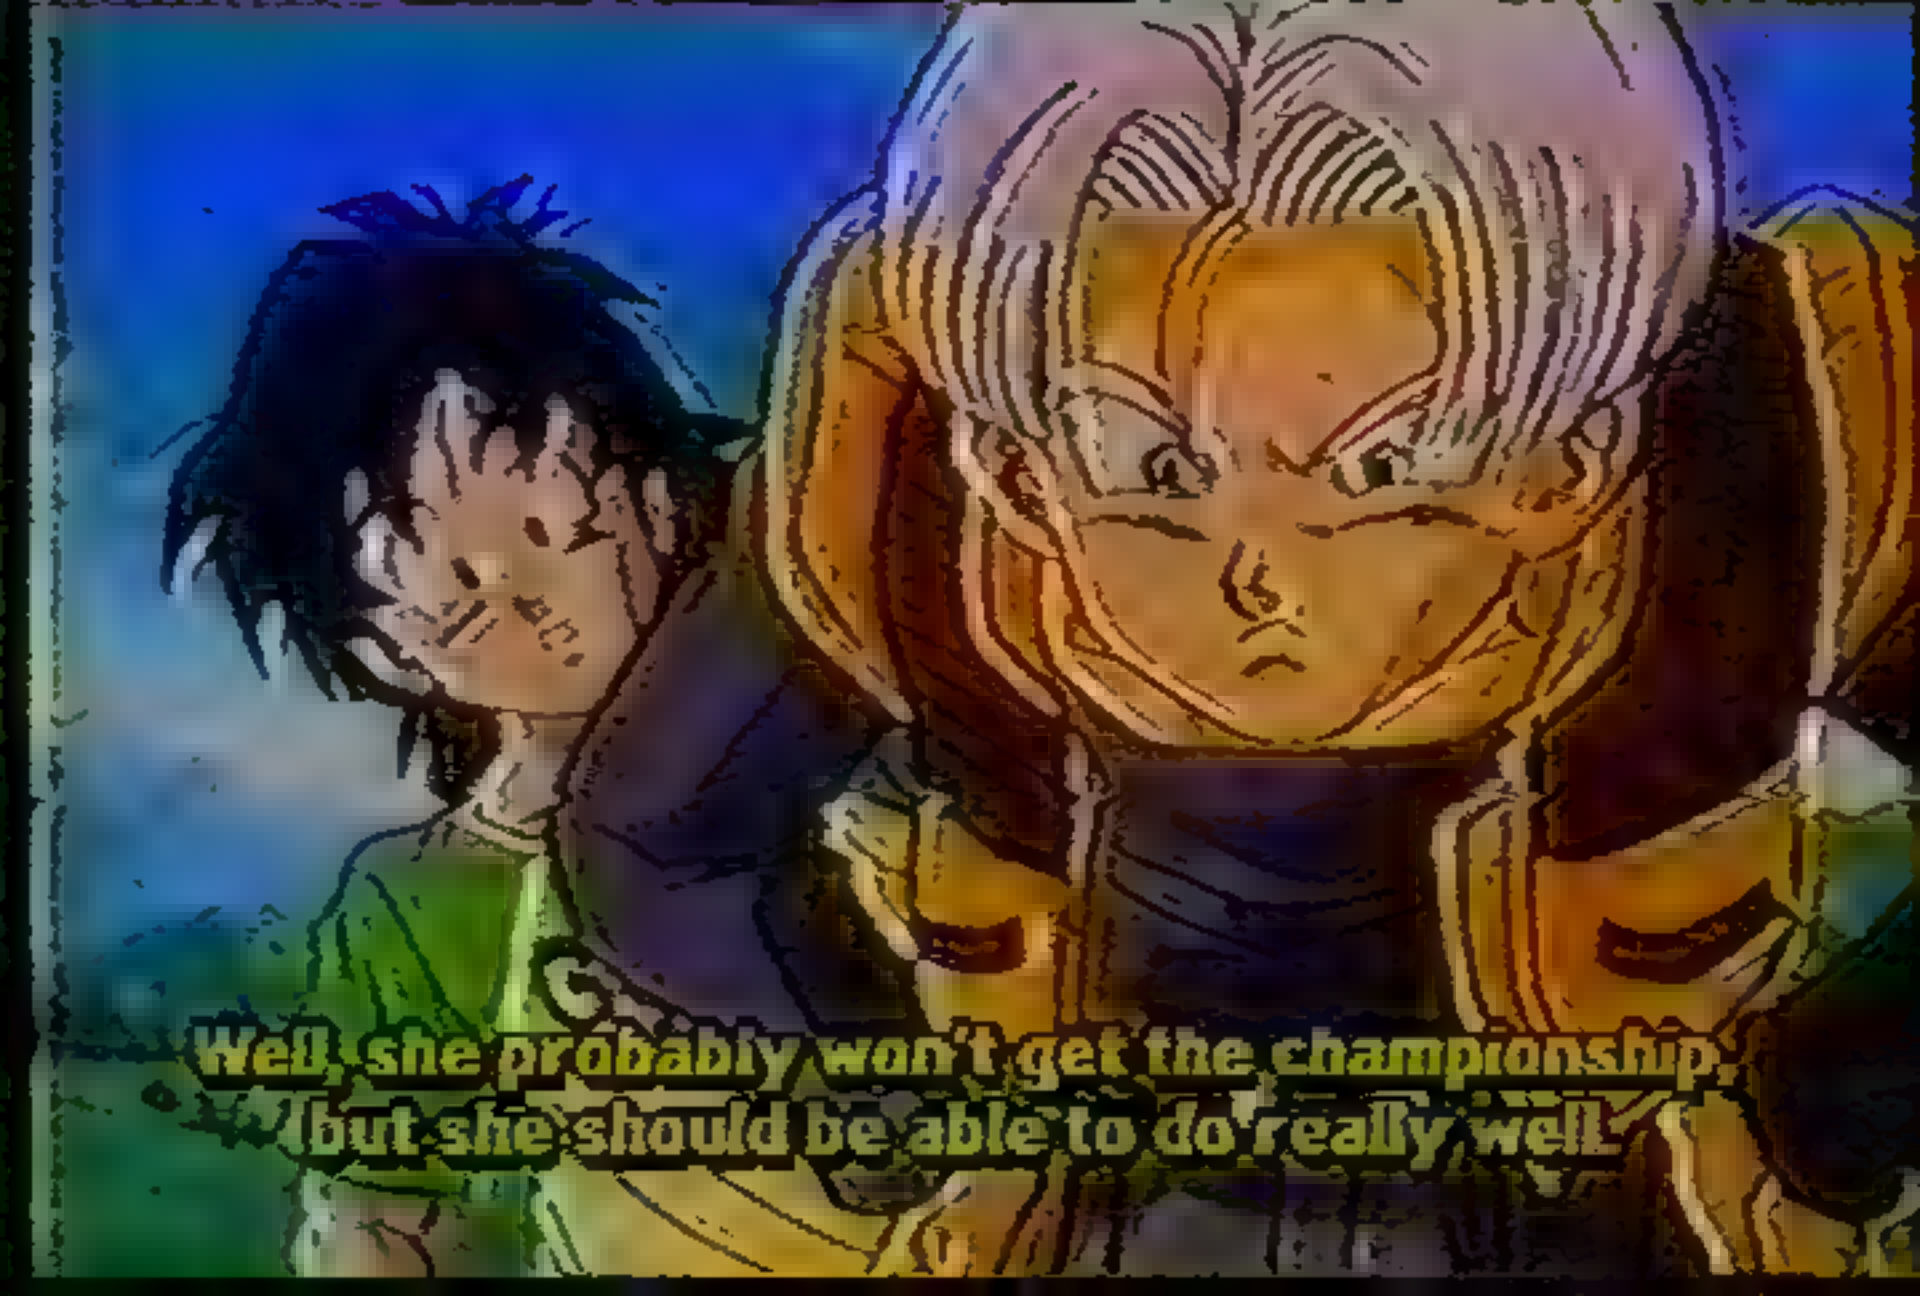 Well, she probably won't get the championship,
but she should be able to do really well.